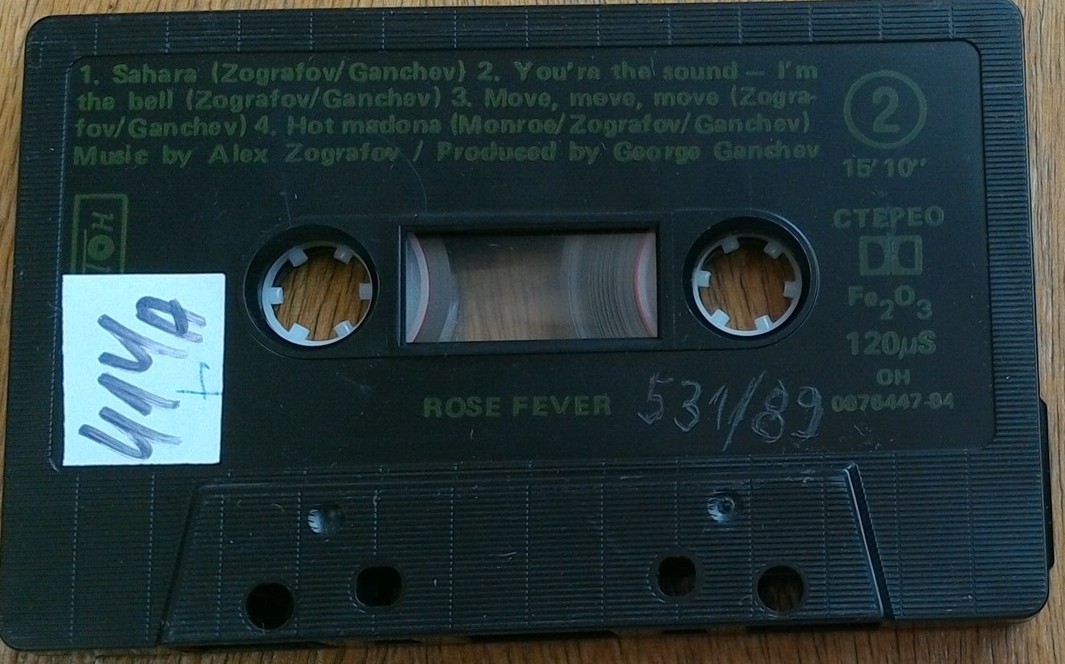 1. Sahara (Zografov/Ganchev) 2. You're the sound — I'm
the bell (Zografov/Ganchev) 3. Move, move, move (Zogra-
fov/Ganchev) 4. Hot madona (Monroe/Zografov/Ganchev)
Music by Alex Zografov / Produced by George Ganchev
2
15'10"
СТЕРЕО
Fe2O3
120µS
ОН
0876447-84
ROSE FEVER
531/89